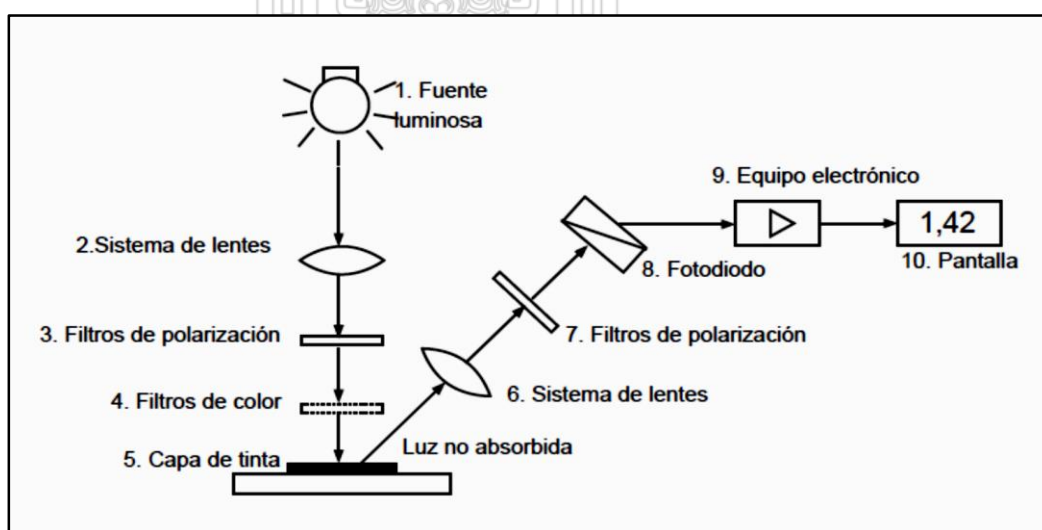 1. Fuente
luminosa
2.Sistema de lentes
3. Filtros de polarización
4. Filtros de color
5. Capa de tinta
Luz no absorbida
6. Sistema de lentes
7. Filtros de polarización
8. Fotodiodo
9. Equipo electrónico
1,42
10. Pantalla